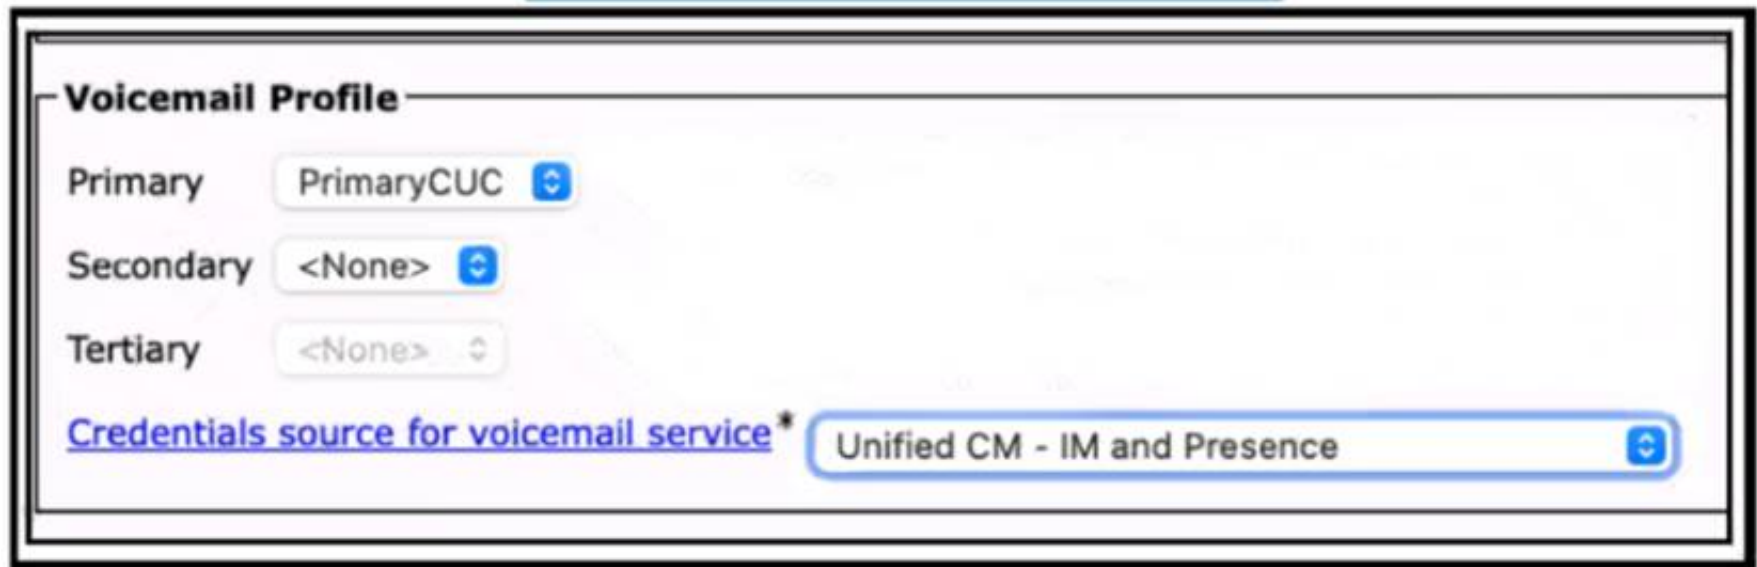 Voicemail Profile
Primary PrimaryCUC
Secondary <None>
Tertiary <None>
Credentials source for voicemail service* Unified CM - IM and Presence